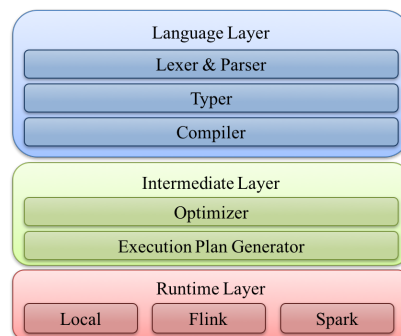 Language Layer
Lexer & Parser
Typer
Compiler
Intermediate Layer
Optimizer
Execution Plan Generator
Runtime Layer
Local Flink Spark